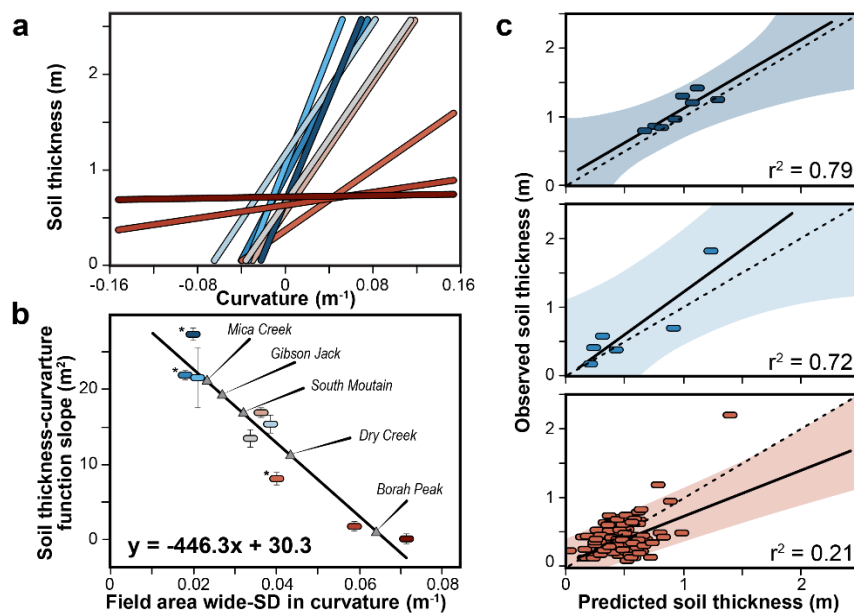 a
Soil thickness (m)
2
1
0
-0.16
-0.08
0
0.08
0.16
Curvature (m-1)
b
Soil thickness-curvarture
function slope (m2)
20
10
0
*
*
*
Mica Creek
Gibson Jack
South Moutain
Dry Creek
Borah Peak
y = -446.3x + 30.3
0
0.02
0.04
0.06
0.08
Field area wide-SD in curvature (m-1)
c
Observed soil thickness (m)
2
1
0
r2 = 0.79
2
1
0
r2 = 0.72
2
1
0
r2 = 0.21
0
1
2
Predicted soil thickness (m)